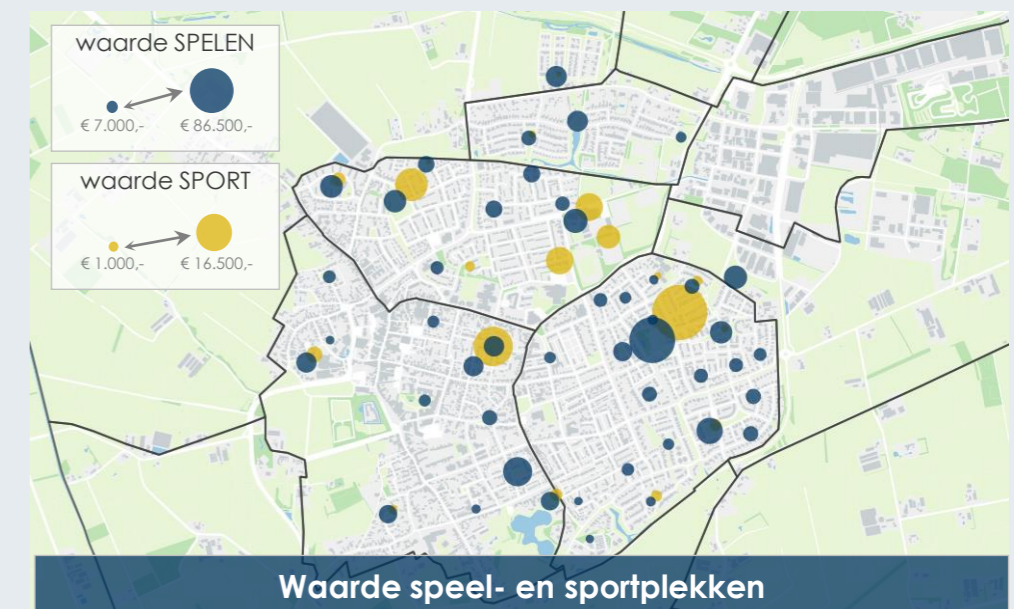 waarde SPELEN
€ 7.000,- € 86.500,-
waarde SPORT
€ 1.000,- € 16.500,-
Waarde speel- en sportplekken